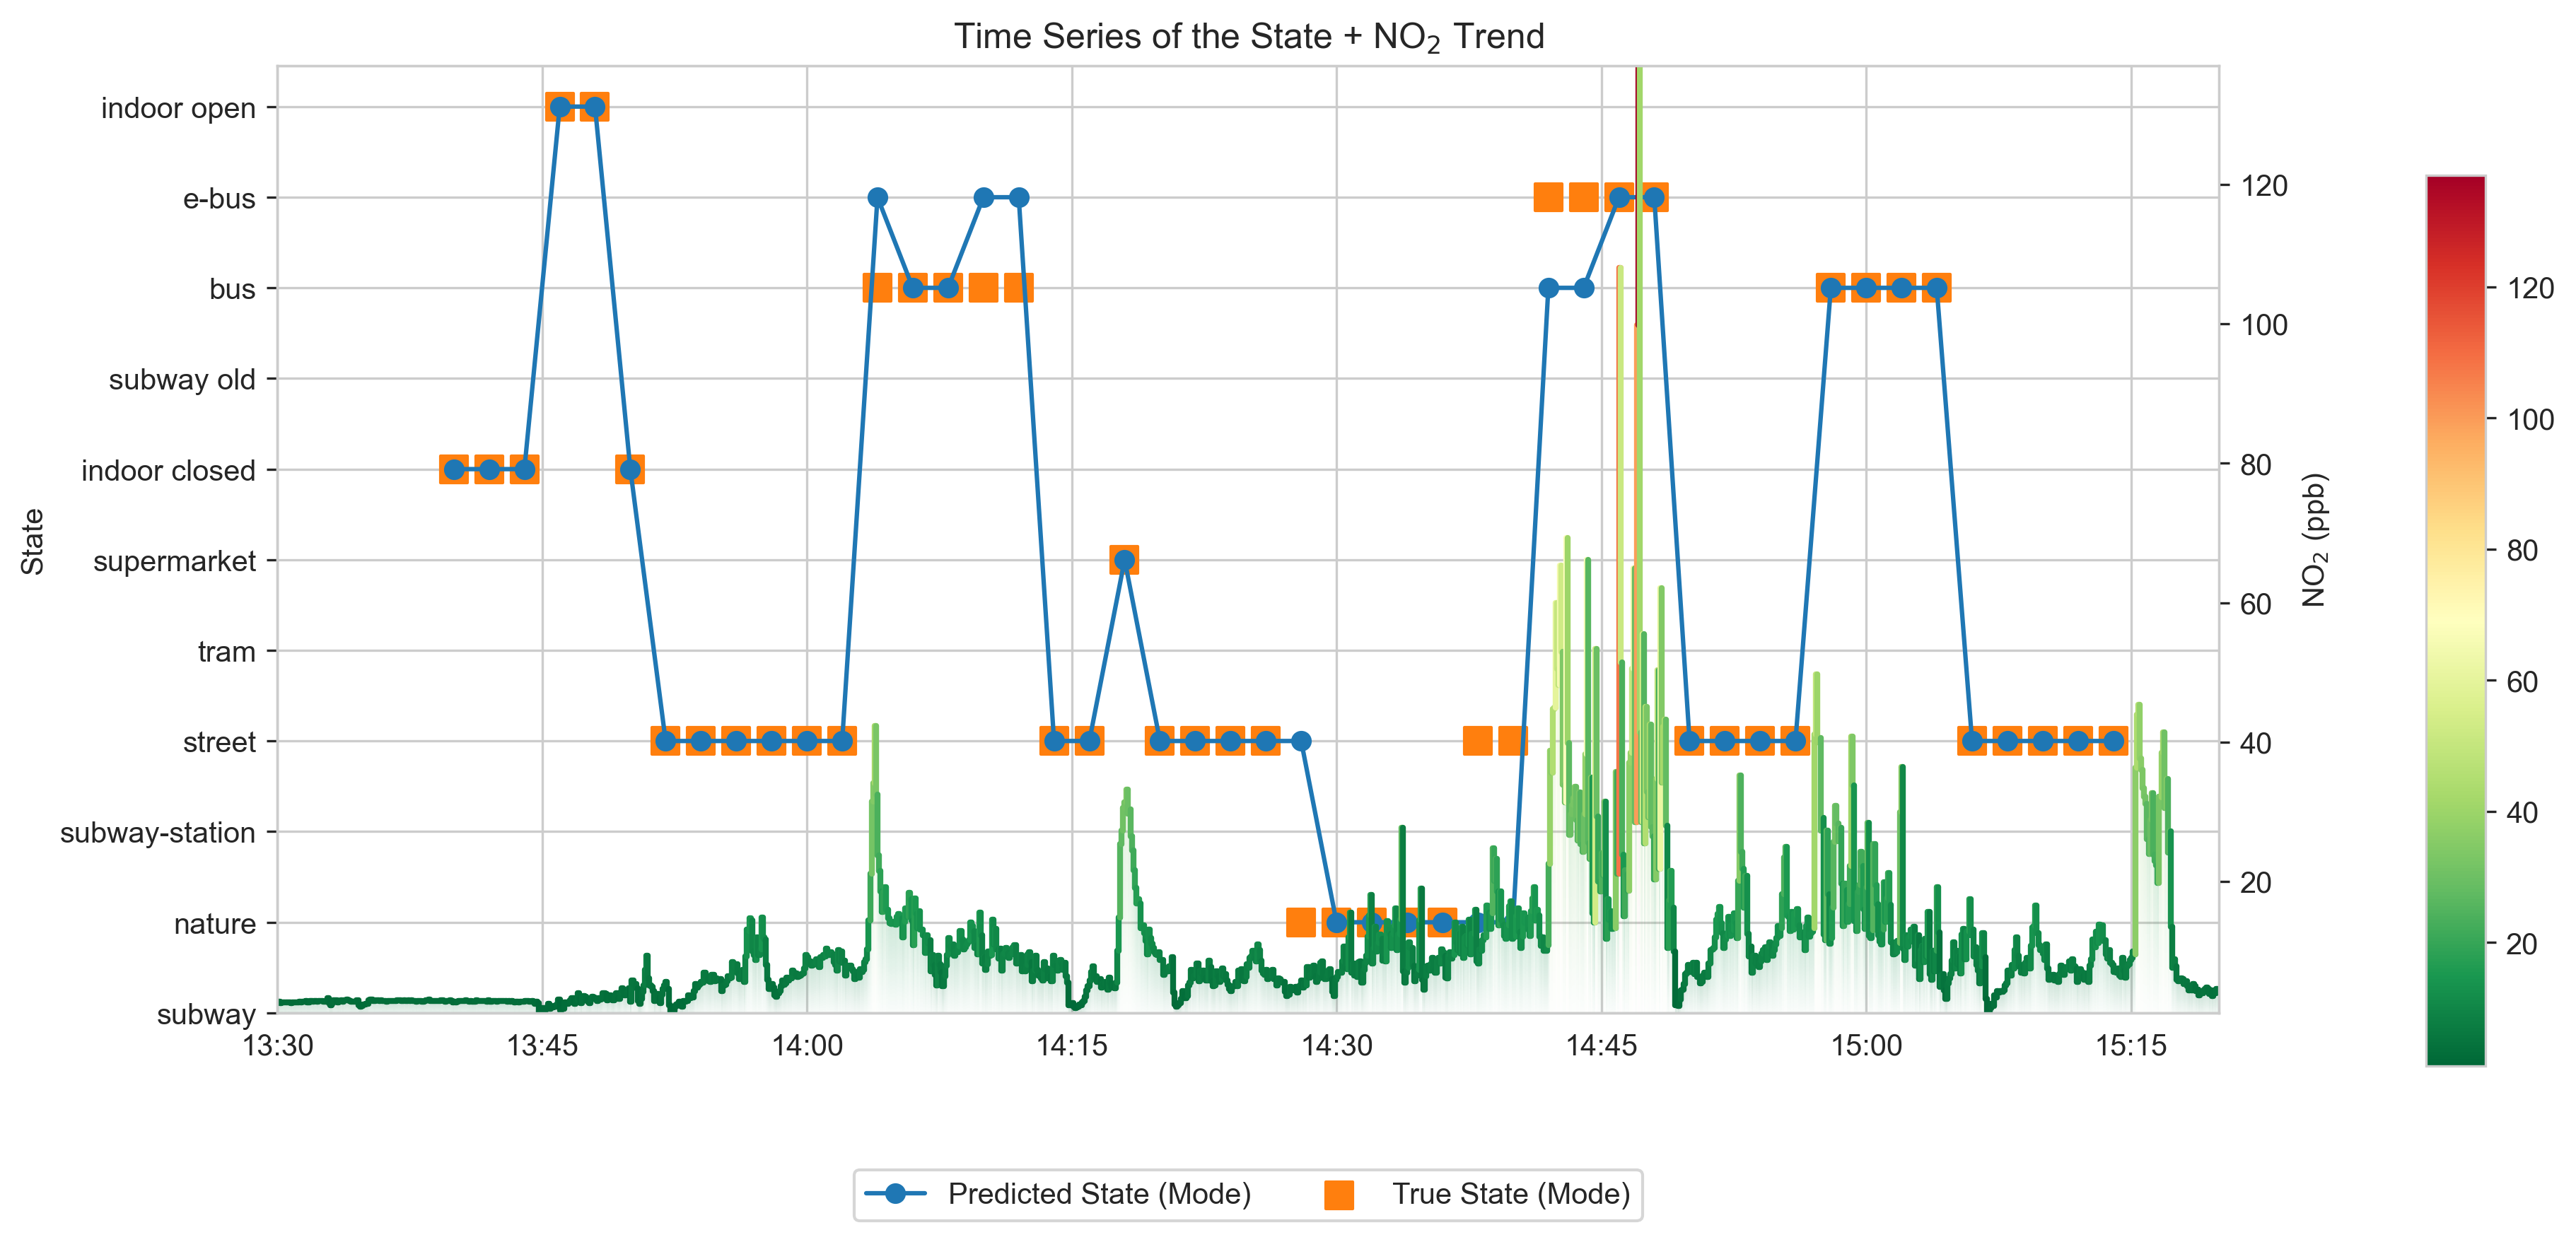 Time Series of the State + NO₂ Trend
State
indoor open
e-bus
bus
subway old
indoor closed
supermarket
tram
street
subway-station
nature
subway
13:30 13:45 14:00 14:15 14:30 14:45 15:00 15:15
120
100
80
60
40
20
NO₂ (ppb)
120
100
80
60
40
20
Predicted State (Mode) True State (Mode)